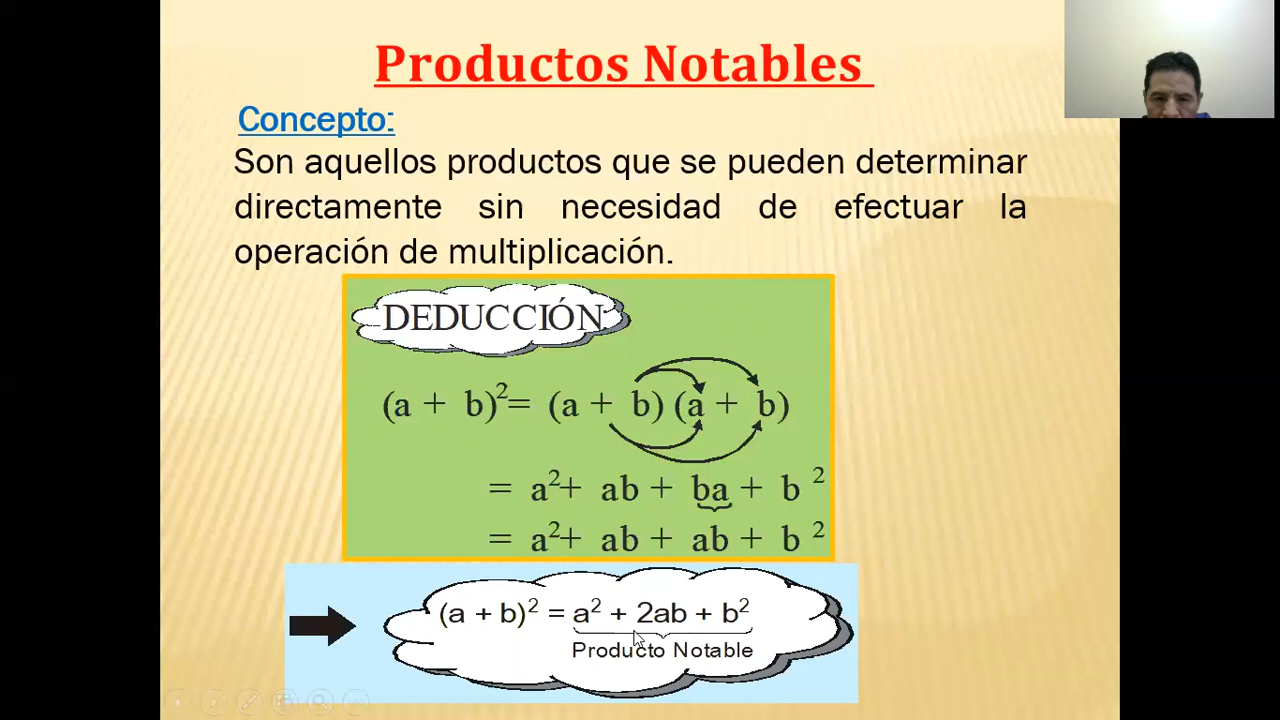 Productos Notables
Concepto:
Son aquellos productos que se pueden determinar
directamente sin necesidad de efectuar la
operación de multiplicación.
DEDUCCIÓN
(a + b)²= (a + b) (a + b)
= a²+ ab + ba + b ²
= a²+ ab + ab + b ²
(a + b)² = a² + 2ab + b²
Producto Notable